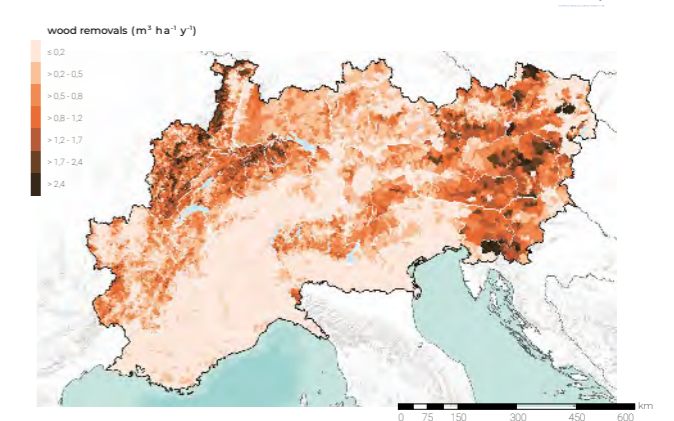 wood removals (m³ ha⁻¹ y⁻¹)
≤ 0,2
> 0,2 - 0,5
> 0,5 - 0,8
> 0,8 - 1,2
> 1,2 - 1,7
> 1,7 - 2,4
> 2,4
km
0 75 150 300 450 600